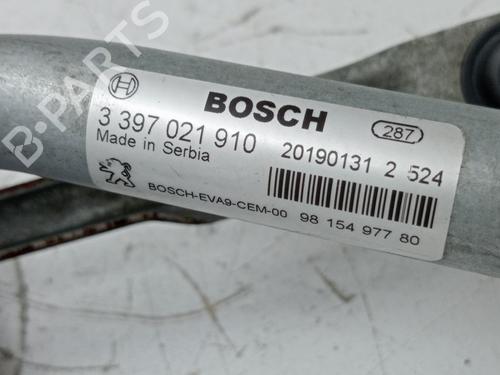 B-PARTS
BOSCH
287
3 397 021 910
20190131 2 524
Made in Serbia
BOSCH-EVA9-CEM-00 98 154 977 80